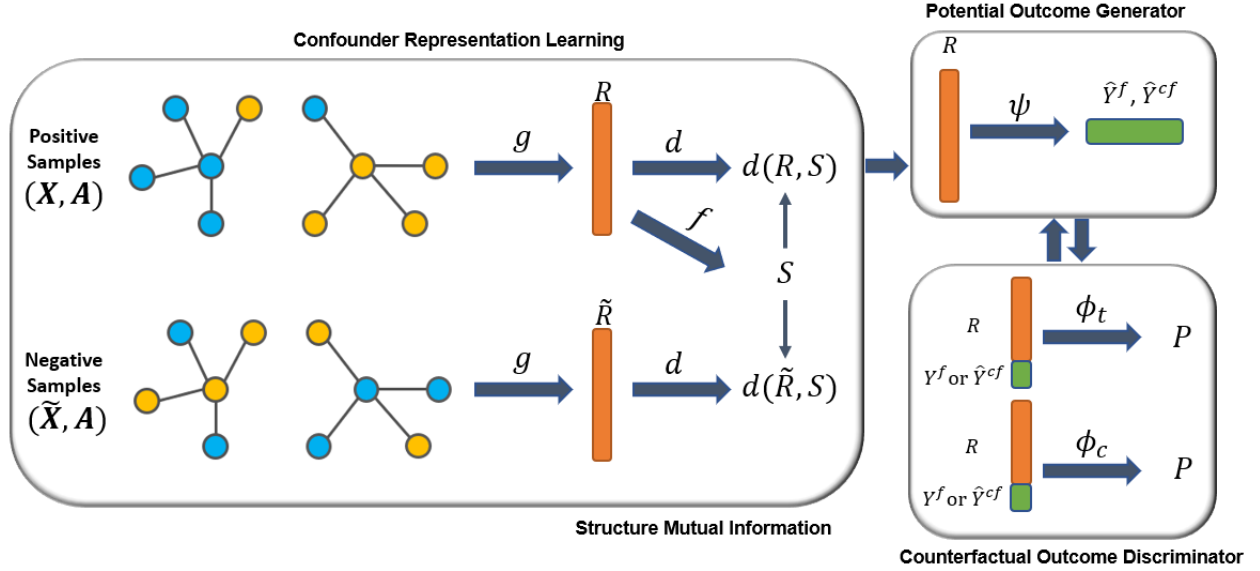 Potential Outcome Generator
Confounder Representation Learning
R
ψ
Ŷ^f, Ŷ^cf
Positive
Samples
(X, A)
g
R
d
d(R, S)
f
S
Negative
Samples
(X̃, A)
g
R̃
d
d(R̃, S)
R
ϕ_t
P
Y^f or Ŷ^cf
R
ϕ_c
P
Y^f or Ŷ^cf
Structure Mutual Information
Counterfactual Outcome Discriminator